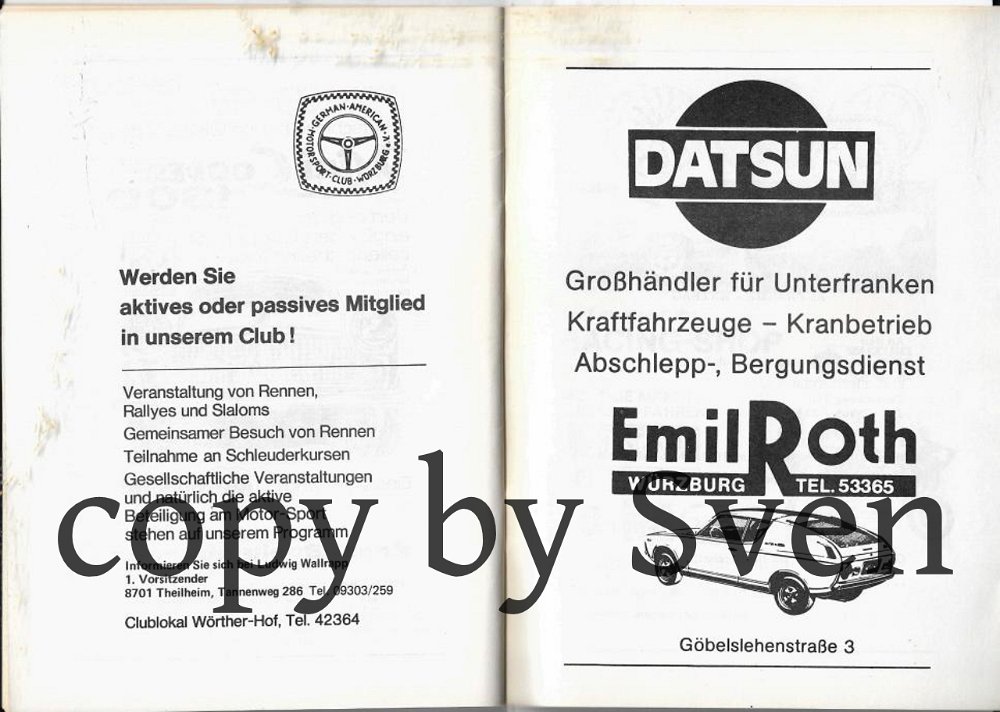 GERMAN·AMERICAN·
MOTORSPORT·CLUB·WÜRZBURG e.V.
Werden Sie
aktives oder passives Mitglied
in unserem Club!
Veranstaltung von Rennen,
Rallyes und Slaloms
Gemeinsamer Besuch von Rennen
Teilnahme an Schleuderkursen
Gesellschaftliche Veranstaltungen
und natürlich die aktive
Beteiligung am Motor-Sport
stehen auf unserem Programm
Informieren Sie sich bei Ludwig Wallrapp
1. Vorsitzender
8701 Theilheim, Tannenweg 286 Tel. 09303/259
Clublokal Wörther-Hof, Tel. 42364
DATSUN
Großhändler für Unterfranken
Kraftfahrzeuge – Kranbetrieb
Abschlepp-, Bergungsdienst
Emil Roth
WÜRZBURG TEL. 53365
Göbelslehenstraße 3
copy by Sven